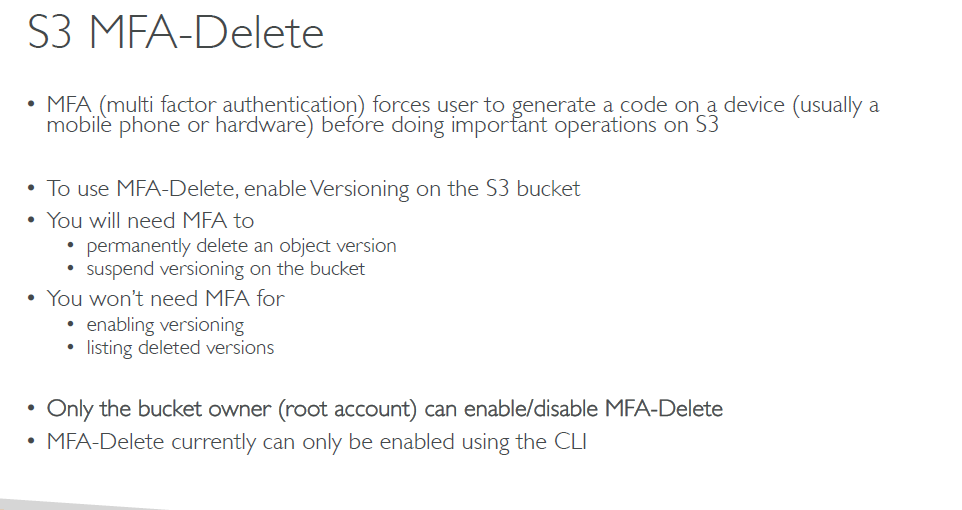 S3 MFA-Delete
• MFA (multi factor authentication) forces user to generate a code on a device (usually a
mobile phone or hardware) before doing important operations on S3
• To use MFA-Delete, enable Versioning on the S3 bucket
• You will need MFA to
• permanently delete an object version
• suspend versioning on the bucket
• You won't need MFA for
• enabling versioning
• listing deleted versions
• Only the bucket owner (root account) can enable/disable MFA-Delete
• MFA-Delete currently can only be enabled using the CLI